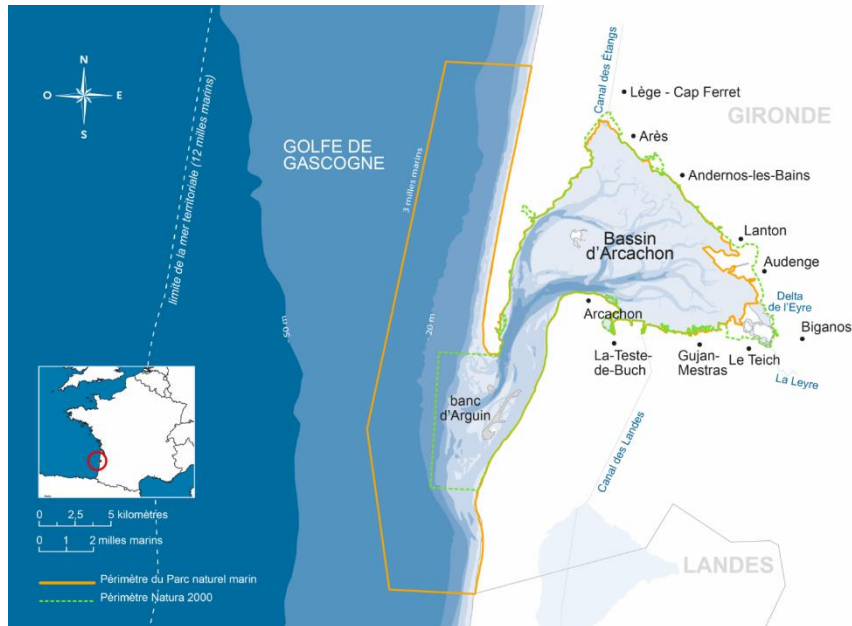 N
O
E
S
limite de la mer territoriale (12 milles marins)
GOLFE DE
GASCOGNE
-50 m
3 milles marins
20 m
Canal des Étangs
Lège - Cap Ferret
GIRONDE
Arès
Andernos-les-Bains
Lanton
Bassin
d'Arcachon
Audenge
Delta
de l'Eyre
Biganos
Arcachon
La-Teste-
de-Buch
Gujan-
Mestras
Le Teich
La Leyre
banc
d'Arguin
Canal des Landes
LANDES
0 2,5 5 kilomètres
0 1 2 milles marins
Périmètre du Parc naturel marin
Périmètre Natura 2000